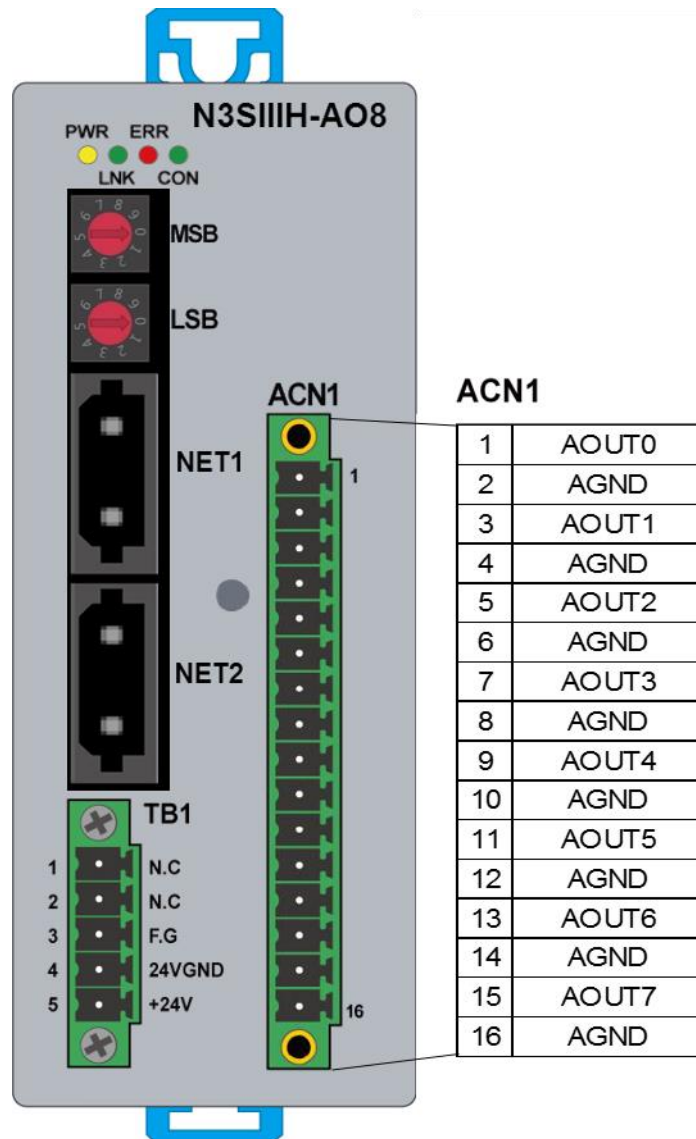 N3SIIIH-AO8
PWR ERR
LNK CON
MSB
LSB
NET1
NET2
TB1
1 N.C
2 N.C
3 F.G
4 24VGND
5 +24V
ACN1
1
16
ACN1
1 AOUT0
2 AGND
3 AOUT1
4 AGND
5 AOUT2
6 AGND
7 AOUT3
8 AGND
9 AOUT4
10 AGND
11 AOUT5
12 AGND
13 AOUT6
14 AGND
15 AOUT7
16 AGND